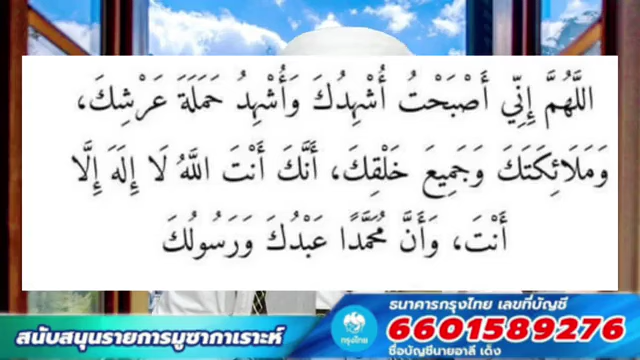 اللَّهُمَّ إِنِّي أَصْبَحْتُ أُشْهِدُكَ وَأُشْهِدُ حَمَلَةَ عَرْشِكَ،
وَمَلَائِكَتَكَ وَجَمِيعَ خَلْقِكَ، أَنَّكَ أَنْتَ اللَّهُ لَا إِلَهَ إِلَّا
أَنْتَ، وَأَنَّ مُحَمَّدًا عَبْدُكَ وَرَسُولُكَ
ธนาคารกรุงไทย เลขที่บัญชี
สนับสนุนรายการมูซากาเราะห์
กรุงไทย
6601589276
ชื่อบัญชีนายอาลี เด็ง